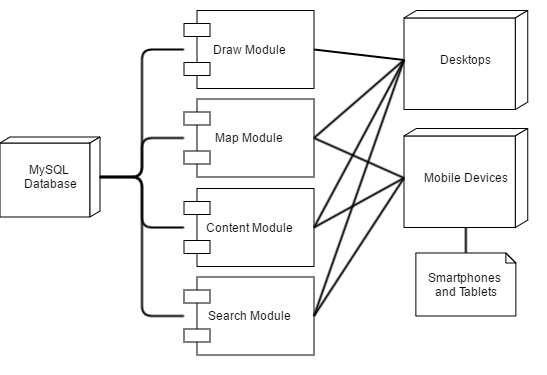 Draw Module
Desktops
Map Module
MySQL
Database
Mobile Devices
Content Module
Smartphones
and Tablets
Search Module